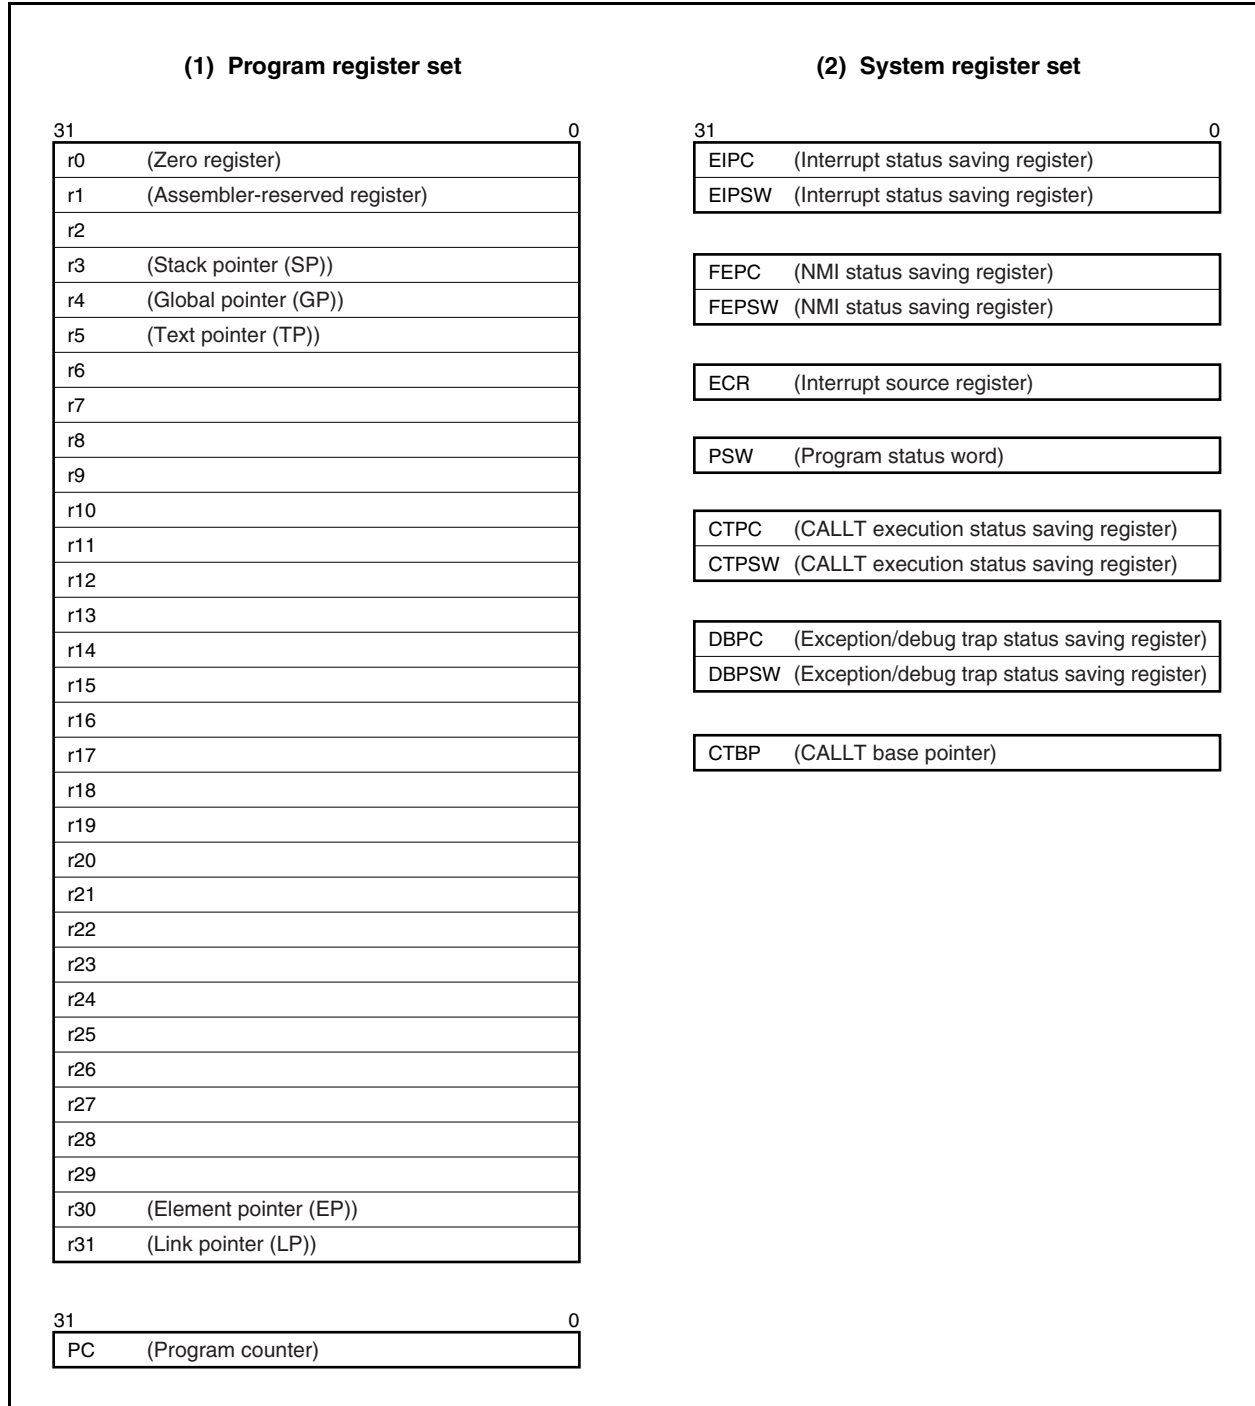 (1) Program register set
31 0
r0 (Zero register)
r1 (Assembler-reserved register)
r2
r3 (Stack pointer (SP))
r4 (Global pointer (GP))
r5 (Text pointer (TP))
r6
r7
r8
r9
r10
r11
r12
r13
r14
r15
r16
r17
r18
r19
r20
r21
r22
r23
r24
r25
r26
r27
r28
r29
r30 (Element pointer (EP))
r31 (Link pointer (LP))
31 0
PC (Program counter)
(2) System register set
31 0
EIPC (Interrupt status saving register)
EIPSW (Interrupt status saving register)
FEPC (NMI status saving register)
FEPSW (NMI status saving register)
ECR (Interrupt source register)
PSW (Program status word)
CTPC (CALLT execution status saving register)
CTPSW (CALLT execution status saving register)
DBPC (Exception/debug trap status saving register)
DBPSW (Exception/debug trap status saving register)
CTBP (CALLT base pointer)